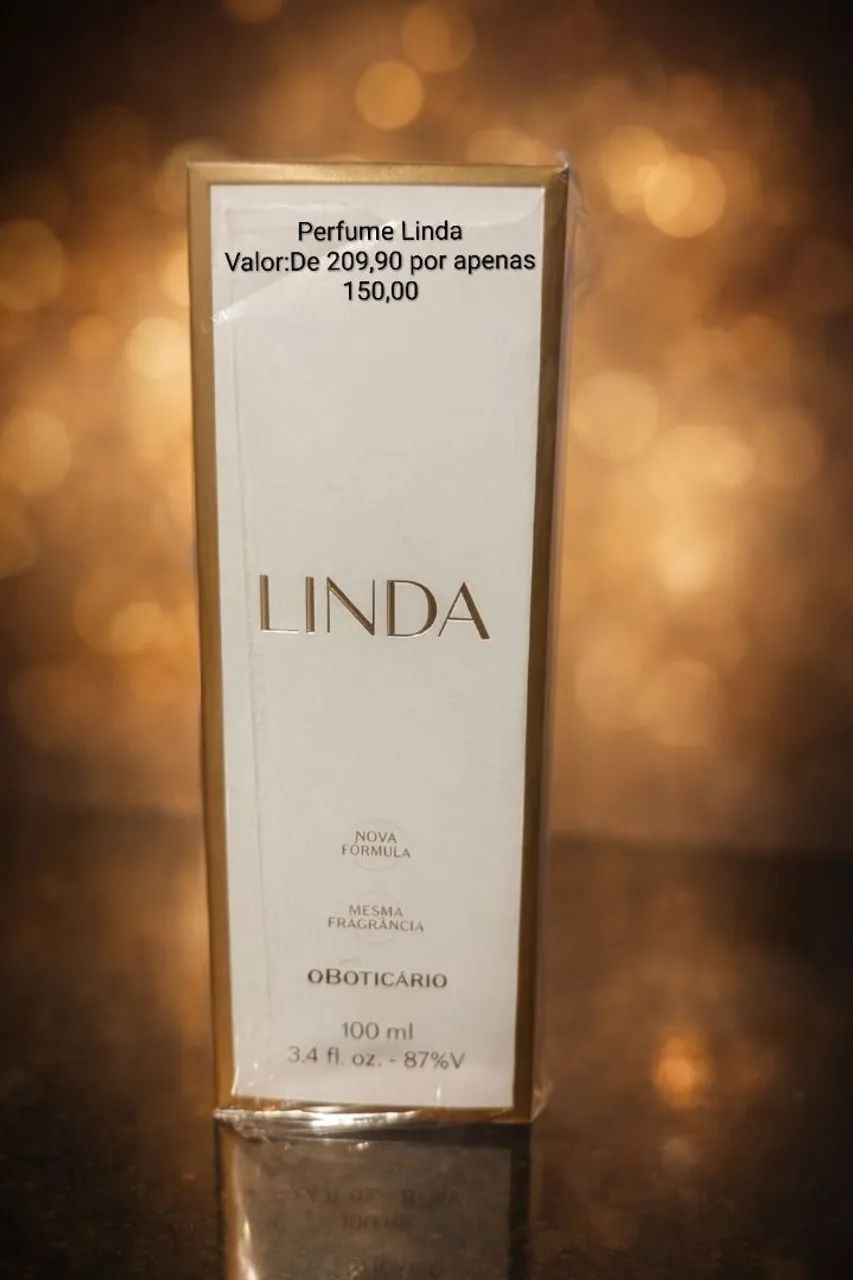 Perfume Linda
Valor:De 209,90 por apenas
150,00
LINDA
NOVA
FÓRMULA
MESMA
FRAGRÂNCIA
oBOTICÁRIO
100 ml
3.4 fl. oz. - 87%V